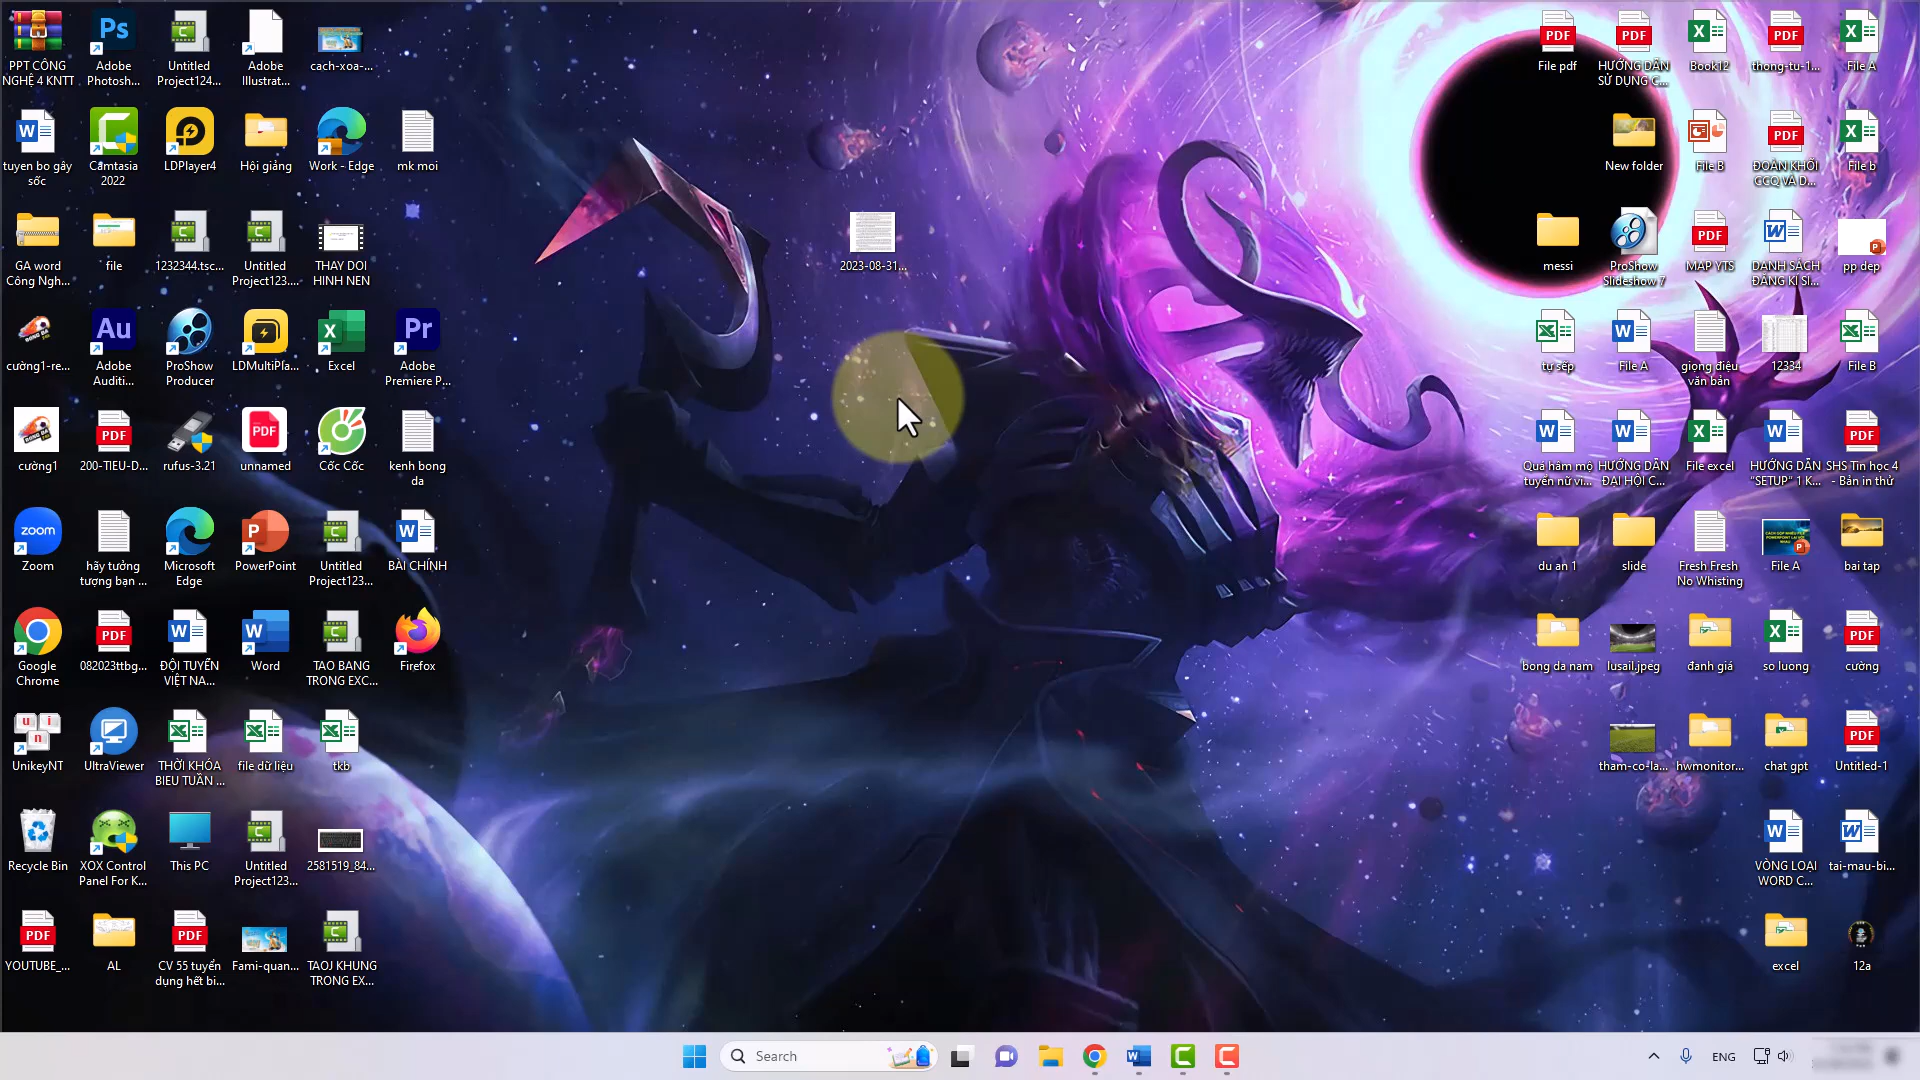 PPT CÔNG
NGHỆ 4 KNTT
Adobe
Photosh...
Untitled
Project124...
Adobe
Illustrat...
cach-xoa-...
File pdf
HƯỚNG DẪN
SỬ DỤNG C...
Book12
thong-tu-1...
File A
tuyen bo gây
sốc
Camtasia
2022
LDPlayer4
Hội giảng
Work - Edge
mk moi
New folder
File B
ĐOÀN KHỐI
CCQ VÀ D...
File b
GA word
Công Ngh...
file
1232344.tsc...
Untitled
Project123....
THAY DOI
HINH NEN
2023-08-31...
messi
ProShow
Slideshow 7
MAP YTS
DANH SÁCH
ĐĂNG KÍ SI...
pp dep
cường1-re...
Adobe
Auditi...
ProShow
Producer
LDMultiPla...
Excel
Adobe
Premiere P...
tự sếp
File A
giọng điệu
văn bản
12334
File B
cường1
200-TIEU-D...
rufus-3.21
unnamed
Cốc Cốc
kenh bong
da
Qua hâm mộ
tuyển nữ vi...
HƯỚNG DẪN
ĐẠI HỘI C...
File excel
HƯỚNG DẪN
"SETUP" 1 K...
SHS Tin học 4
- Bản in thử
Zoom
hãy tưởng
tượng bạn ...
Microsoft
Edge
PowerPoint
Untitled
Project123...
BÀI CHÍNH
du an 1
slide
Fresh Fresh
No Whisting
File A
bai tap
Google
Chrome
082023ttbg...
ĐỘI TUYỂN
VIỆT NA...
Word
TAO BANG
TRONG EXC...
Firefox
bong da nam
lusail.jpeg
đanh giá
so luong
cường
UnikeyNT
UltraViewer
THỜI KHÓA
BIEU TUẦN ...
file dữ liệu
tkb
tham-co-la...
hwmonitor...
chat gpt
Untitled-1
Recycle Bin
XOX Control
Panel For K...
This PC
Untitled
Project123...
2581519_84...
VÒNG LOẠI
WORD C...
tai-mau-bi...
YOUTUBE_...
AL
CV 55 tuyển
dụng hết bi...
Fami-quan...
TAOJ KHUNG
TRONG EX...
excel
12a
Search
ENG